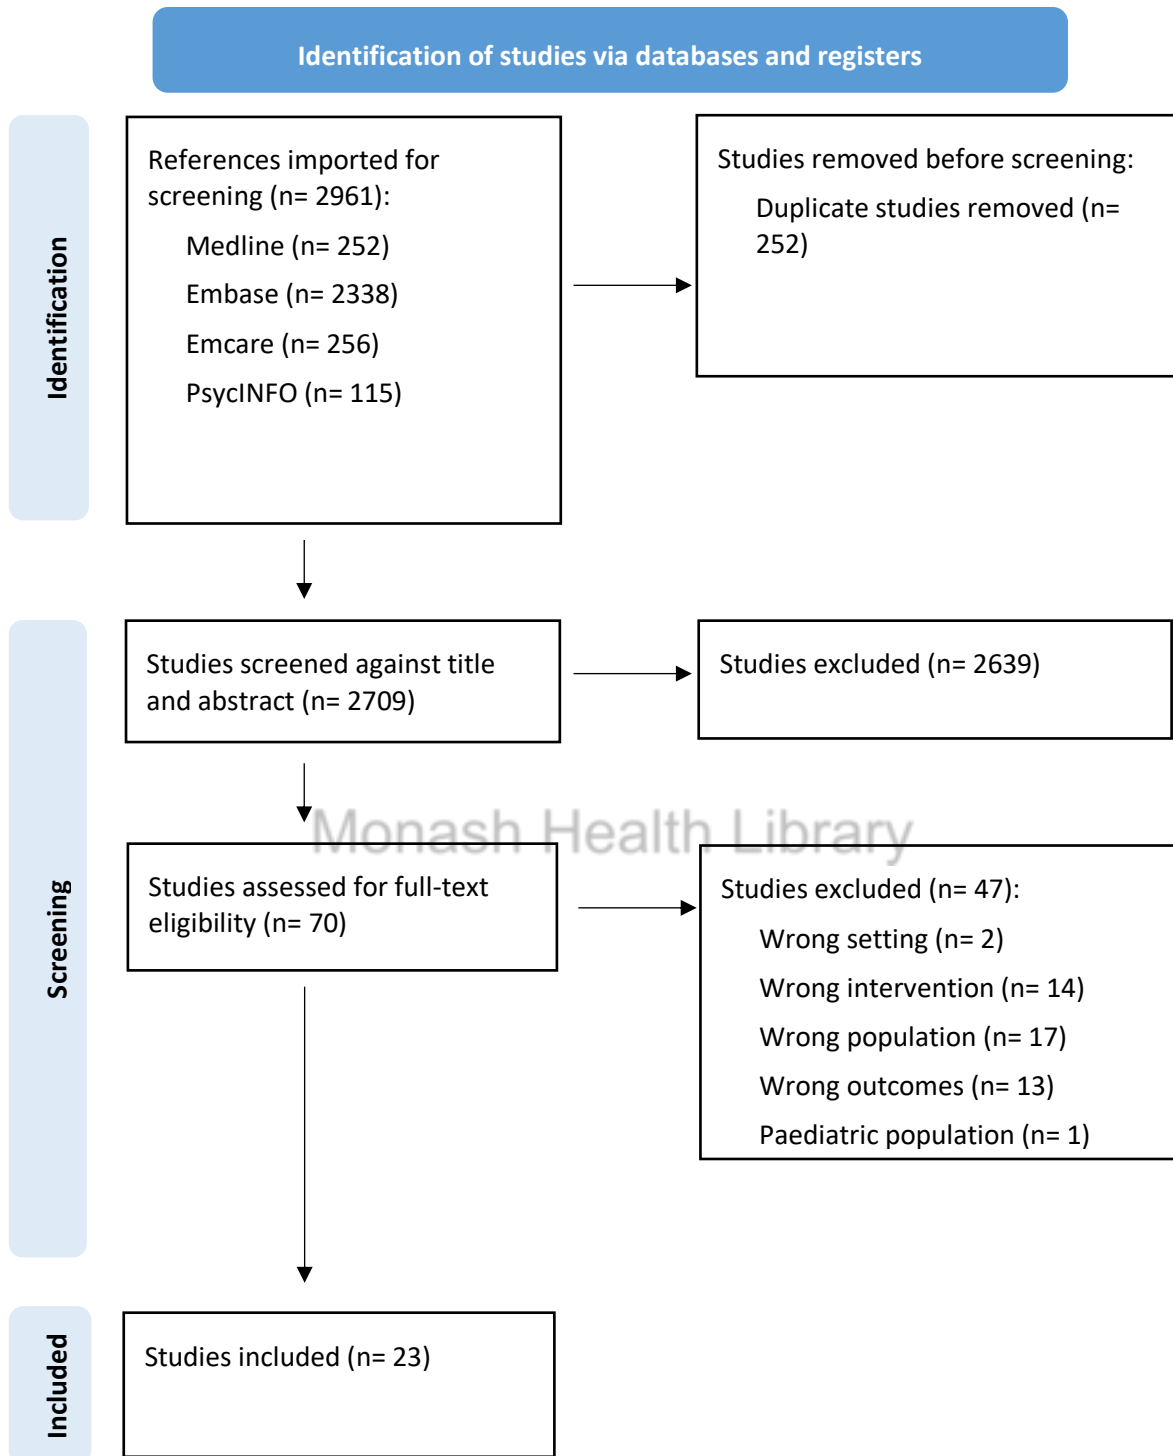 Identification of studies via databases and registers
Identification
References imported for
screening (n= 2961):
Medline (n= 252)
Embase (n= 2338)
Emcare (n= 256)
PsycINFO (n= 115)
Studies removed before screening:
Duplicate studies removed (n=
252)
Screening
Studies screened against title
and abstract (n= 2709)
Studies excluded (n= 2639)
Monash Health Library
Studies assessed for full-text
eligibility (n= 70)
Studies excluded (n= 47):
Wrong setting (n= 2)
Wrong intervention (n= 14)
Wrong population (n= 17)
Wrong outcomes (n= 13)
Paediatric population (n= 1)
Included
Studies included (n= 23)